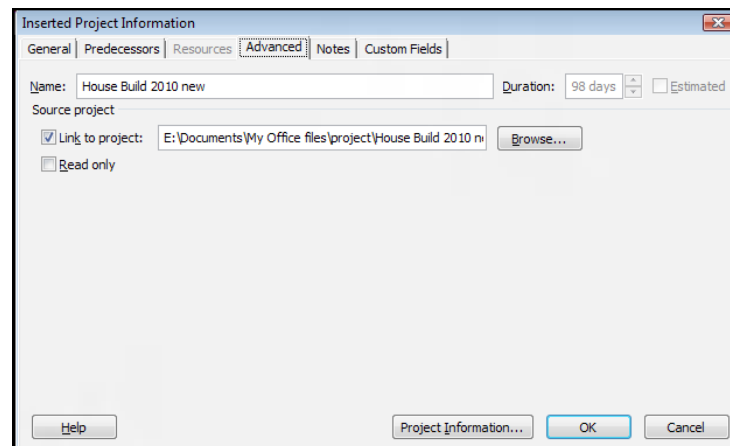 Inserted Project Information
General Predecessors Resources Advanced Notes Custom Fields
Name: House Build 2010 new Duration: 98 days Estimated
Source project
Link to project: E:\Documents\My Office files\project\House Build 2010 n Browse...
Read only
Help Project Information... OK Cancel